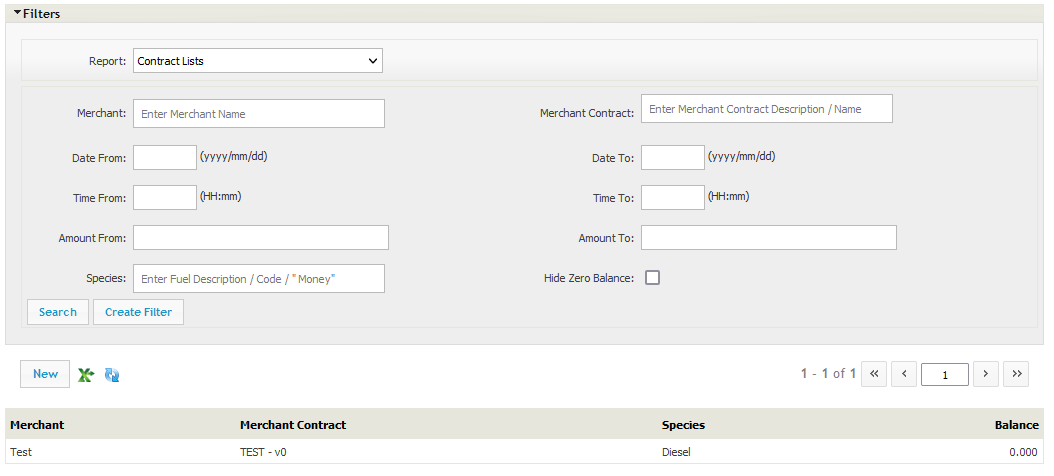 Filters
Report: Contract Lists
Merchant: Enter Merchant Name Merchant Contract: Enter Merchant Contract Description / Name
Date From: (yyyy/mm/dd) Date To: (yyyy/mm/dd)
Time From: (HH:mm) Time To: (HH:mm)
Amount From: Amount To:
Species: Enter Fuel Description / Code / " Money" Hide Zero Balance:
Search Create Filter
New 1 - 1 of 1 « ‹ 1 › »
Merchant Merchant Contract Species Balance
Test TEST - v0 Diesel 0.000